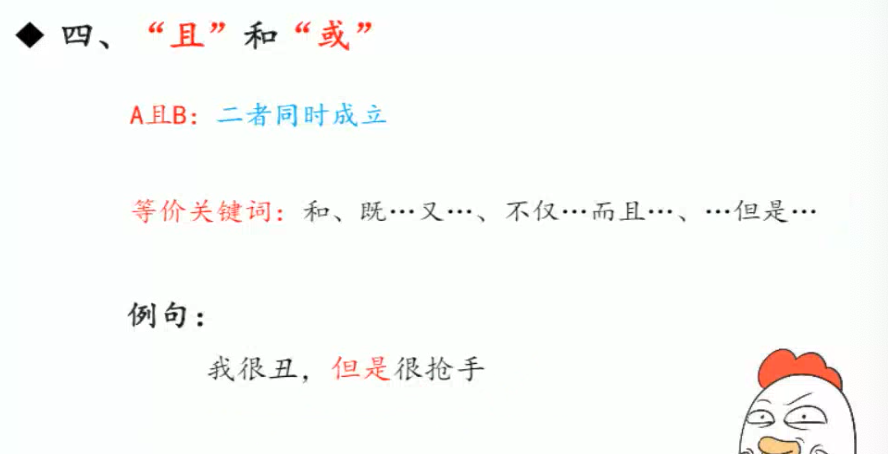 ◆ 四、“且”和“或”
A且B：二者同时成立
等价关键词：和、既…又…、不仅…而且…、…但是…
例句：
我很丑，但是很抢手